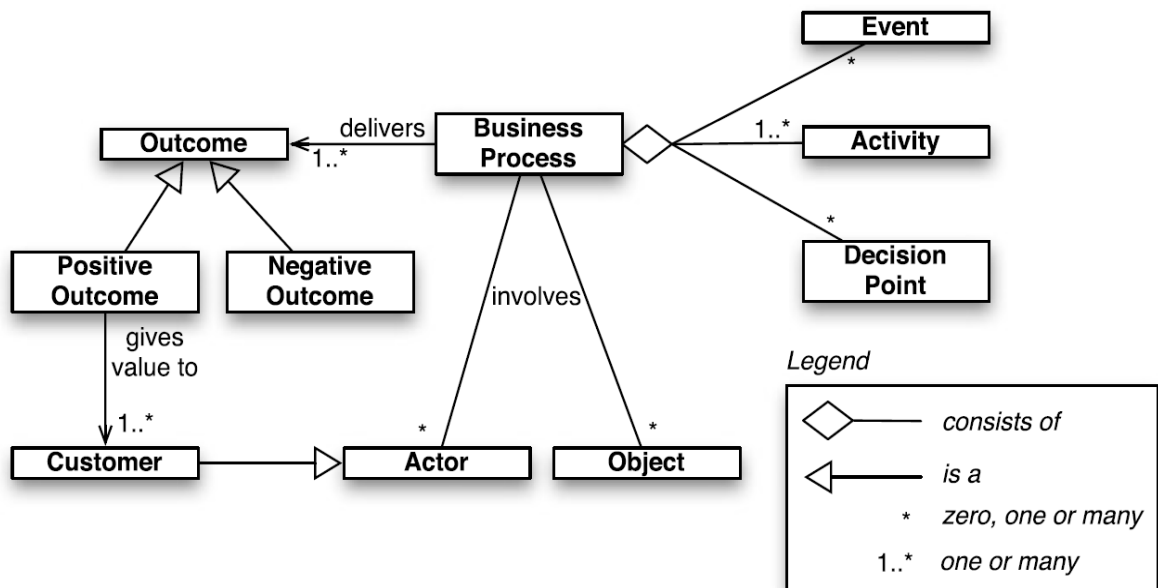 Event
*
delivers
Business
Process
1..*
Activity
Outcome
1..*
*
Decision
Point
Positive
Outcome
Negative
Outcome
involves
gives
value to
1..*
*
*
Customer
Actor
Object
Legend
consists of
is a
* zero, one or many
1..* one or many